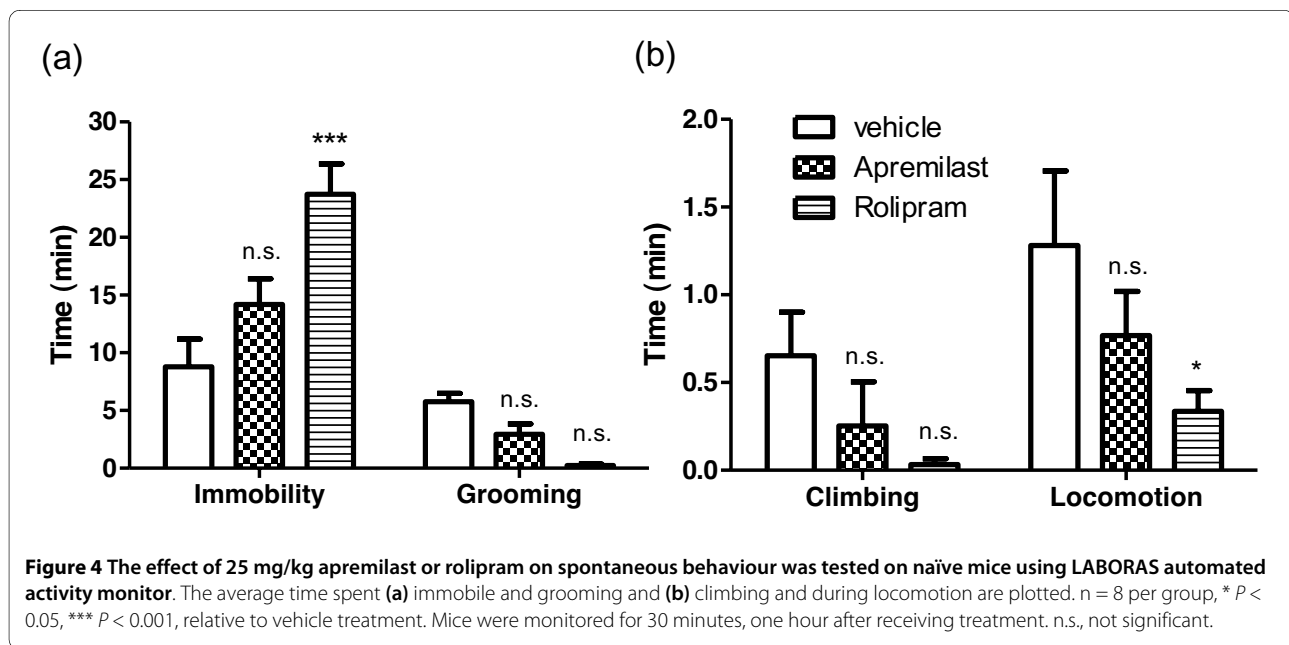 (a)
30
25
20
15
10
5
0
Time (min)
***
n.s.
n.s.
n.s.
Immobility
Grooming
(b)
2.0
1.5
1.0
0.5
0.0
Time (min)
vehicle
Apremilast
Rolipram
n.s.
n.s.
n.s.
*
Climbing
Locomotion
Figure 4 The effect of 25 mg/kg apremilast or rolipram on spontaneous behaviour was tested on naïve mice using LABORAS automated
activity monitor. The average time spent (a) immobile and grooming and (b) climbing and during locomotion are plotted. n = 8 per group, * P <
0.05, *** P < 0.001, relative to vehicle treatment. Mice were monitored for 30 minutes, one hour after receiving treatment. n.s., not significant.